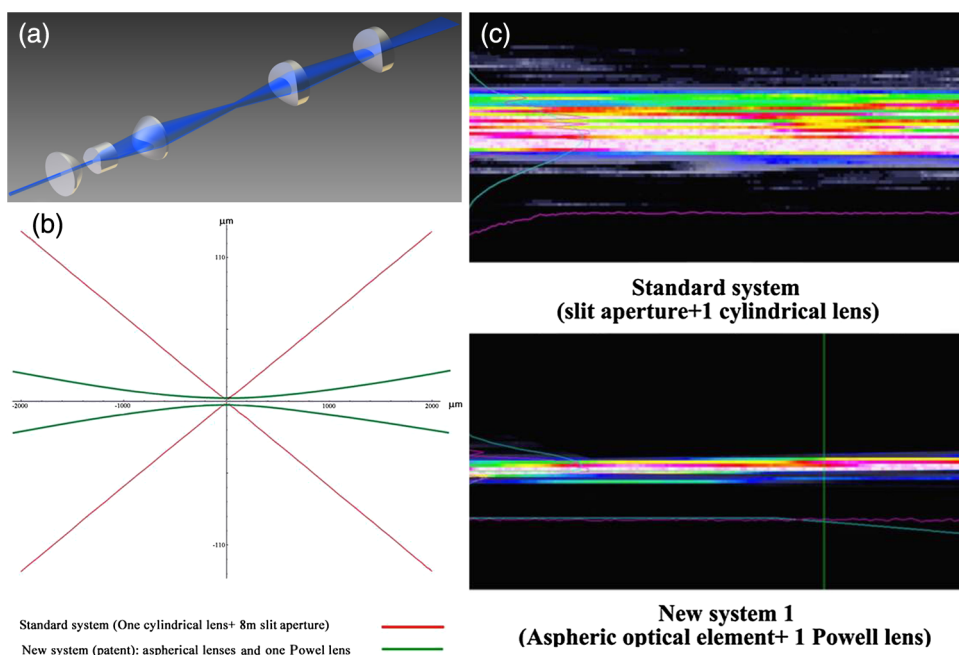 (a)
(b)
μm
110
μm
-2000
-1000
1000
2000
-110
Standard system (One cylindrical lens+ 8m slit aperture)
New system (patent): aspherical lenses and one Powel lens
(c)
Standard system
(slit aperture+1 cylindrical lens)
New system 1
(Aspheric optical element+ 1 Powell lens)